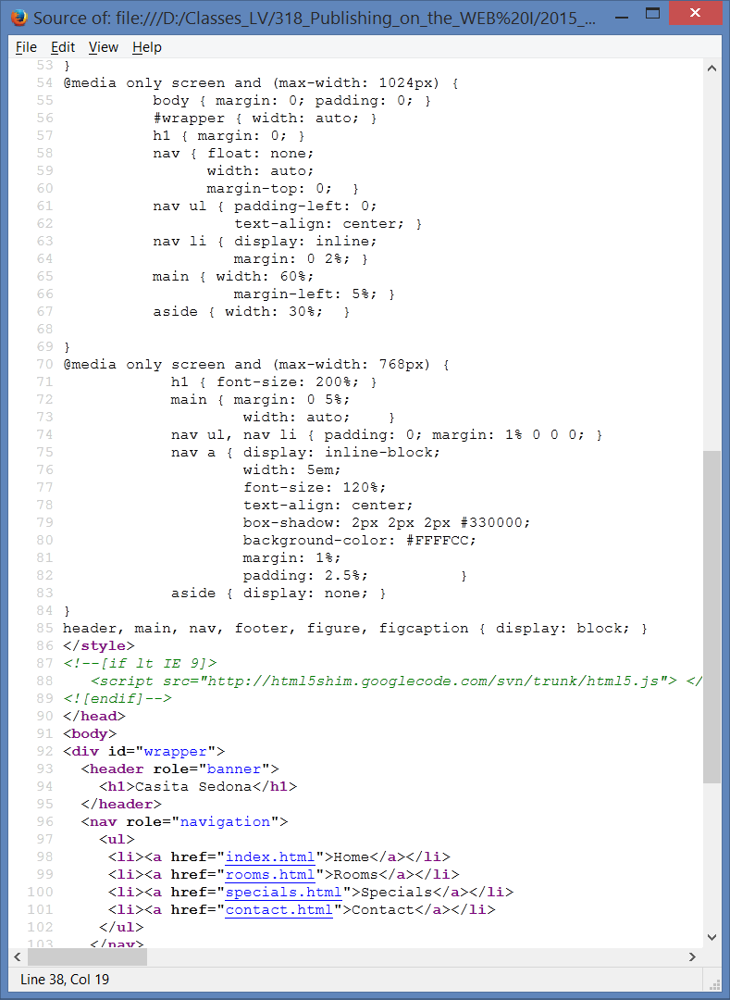 Source of: file:///D:/Classes_LV/318_Publishing_on_the_WEB%20I/2015_...
File Edit View Help
53 }
54 @media only screen and (max-width: 1024px) {
55 body { margin: 0; padding: 0; }
56 #wrapper { width: auto; }
57 h1 { margin: 0; }
58 nav { float: none;
59 width: auto;
60 margin-top: 0; }
61 nav ul { padding-left: 0;
62 text-align: center; }
63 nav li { display: inline;
64 margin: 0 2%; }
65 main { width: 60%;
66 margin-left: 5%; }
67 aside { width: 30%; }
68
69 }
70 @media only screen and (max-width: 768px) {
71 h1 { font-size: 200%; }
72 main { margin: 0 5%;
73 width: auto; }
74 nav ul, nav li { padding: 0; margin: 1% 0 0 0; }
75 nav a { display: inline-block;
76 width: 5em;
77 font-size: 120%;
78 text-align: center;
79 box-shadow: 2px 2px 2px #330000;
80 background-color: #FFFFCC;
81 margin: 1%;
82 padding: 2.5%; }
83 aside { display: none; }
84 }
85 header, main, nav, footer, figure, figcaption { display: block; }
86 </style>
87 <!--[if lt IE 9]>
88 <script src="http://html5shim.googlecode.com/svn/trunk/html5.js"> </
89 <![endif]-->
90 </head>
91 <body>
92 <div id="wrapper">
93 <header role="banner">
94 <h1>Casita Sedona</h1>
95 </header>
96 <nav role="navigation">
97 <ul>
98 <li><a href="index.html">Home</a></li>
99 <li><a href="rooms.html">Rooms</a></li>
100 <li><a href="specials.html">Specials</a></li>
101 <li><a href="contact.html">Contact</a></li>
102 </ul>
103 </nav>
Line 38, Col 19